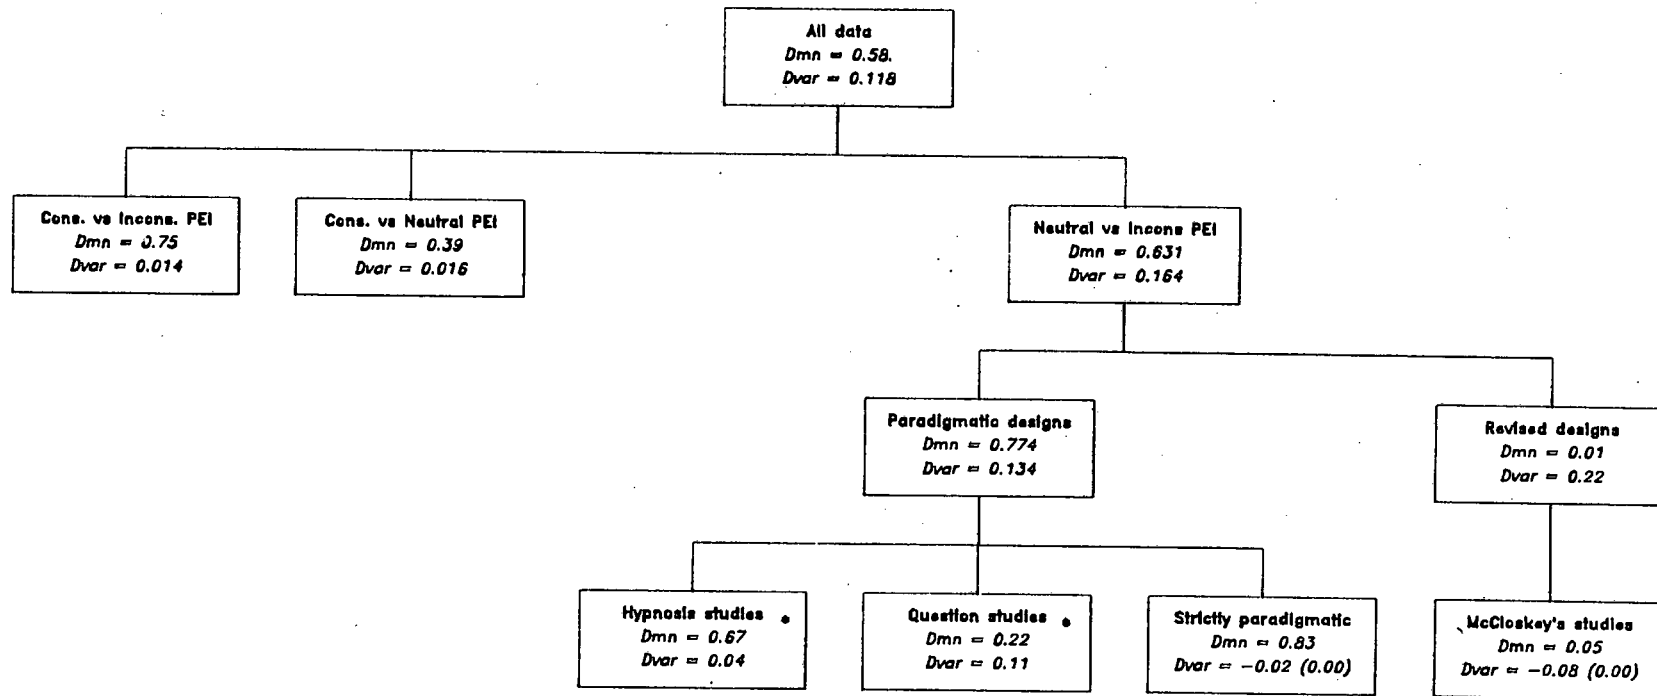 All data
Dmn = 0.58.
Dvar = 0.118
Cons. vs Incons. PEI
Dmn = 0.75
Dvar = 0.014
Cons. vs Neutral PEI
Dmn = 0.39
Dvar = 0.016
Neutral vs Incons PEI
Dmn = 0.631
Dvar = 0.164
Paradigmatic designs
Dmn = 0.774
Dvar = 0.134
Revised designs
Dmn = 0.01
Dvar = 0.22
Hypnosis studies *
Dmn = 0.67
Dvar = 0.04
Question studies *
Dmn = 0.22
Dvar = 0.11
Strictly paradigmatic
Dmn = 0.83
Dvar = -0.02 (0.00)
McCloskey's studies
Dmn = 0.05
Dvar = -0.08 (0.00)